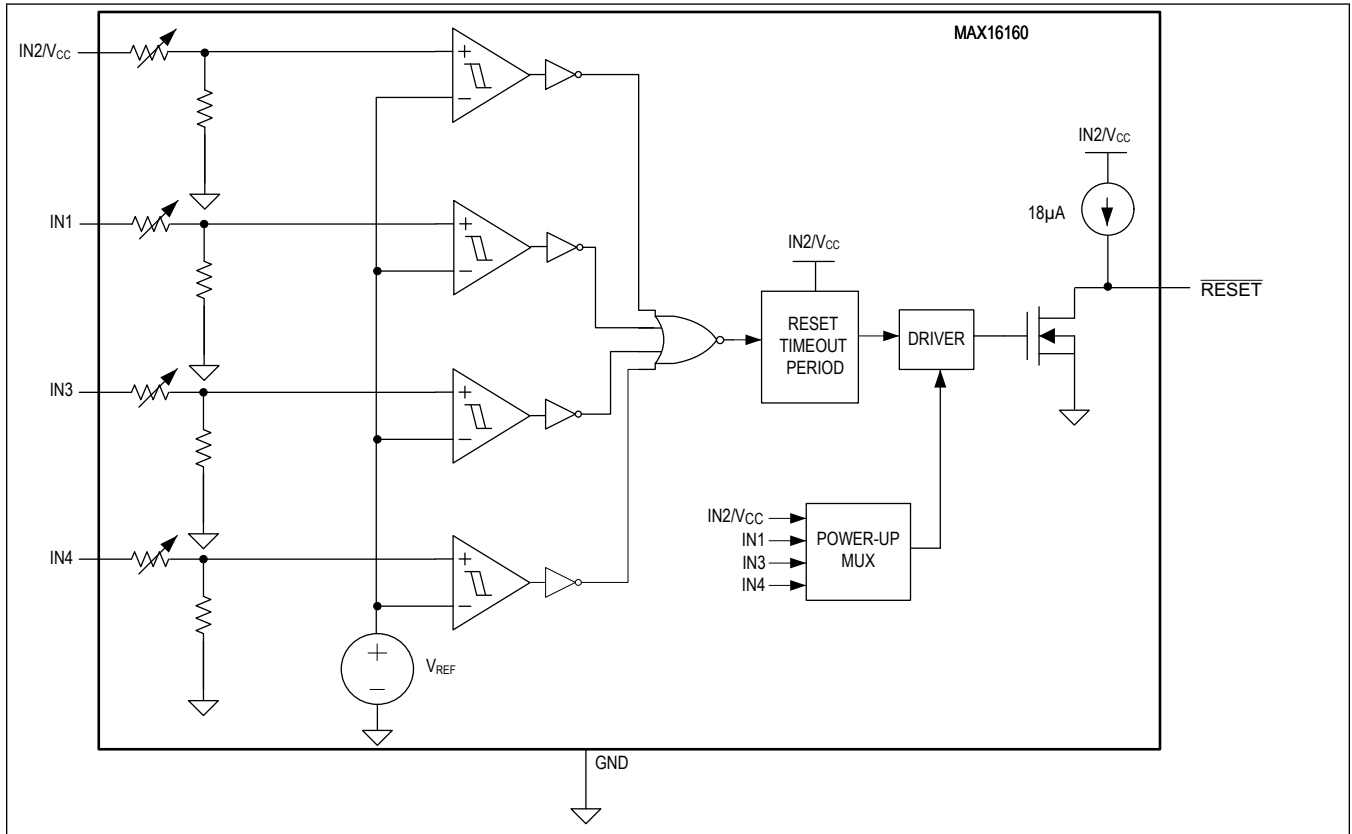 MAX16160
IN2/VCC
+
−
IN2/VCC
18µA
IN1
+
−
IN2/VCC
RESET
RESET
TIMEOUT
PERIOD
DRIVER
IN3
+
−
IN2/VCC
IN1
IN3
IN4
POWER-UP
MUX
IN4
+
−
+
−
VREF
GND